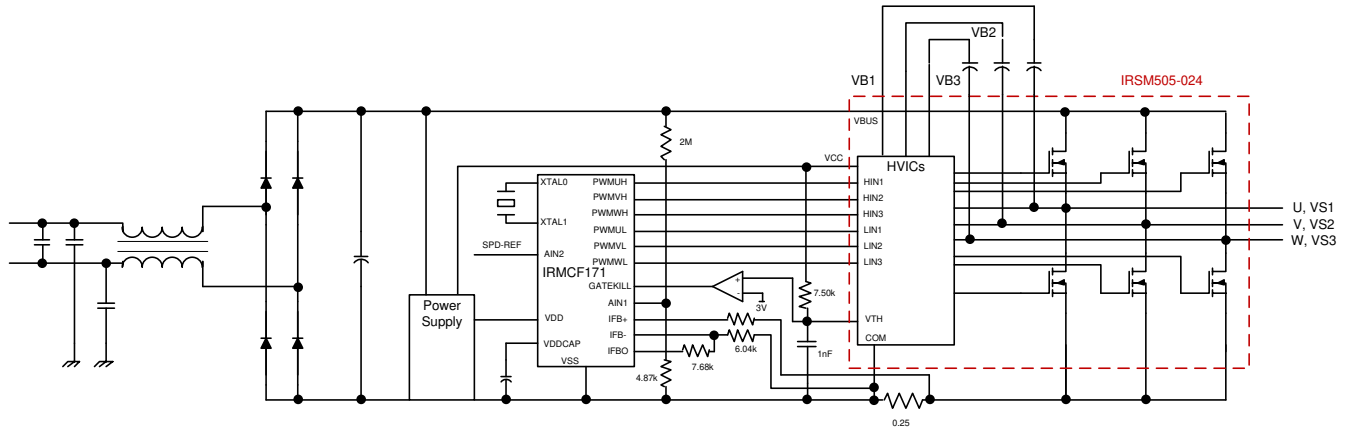 VB2
VB1
VB3
IRSM505-024
VBUS
2M
VCC
HVICs
XTAL0
PWMUH
HIN1
PWMVH
HIN2
PWMWH
HIN3
U, VS1
XTAL1
PWMUL
LIN1
V, VS2
SPD-REF
PWMVL
LIN2
W, VS3
AIN2
PWMWL
LIN3
IRMCF171
GATEKILL
+
-
7.50k
Power
Supply
AIN1
3V
VDD
IFB+
VTH
IFB-
COM
VDDCAP
IFBO
6.04k
1nF
VSS
7.68k
4.87k
0.25